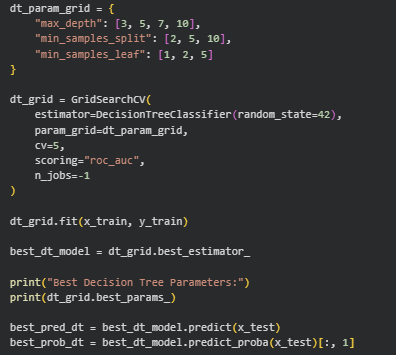 dt_param_grid = {
    "max_depth": [3, 5, 7, 10],
    "min_samples_split": [2, 5, 10],
    "min_samples_leaf": [1, 2, 5]
}
dt_grid = GridSearchCV(
    estimator=DecisionTreeClassifier(random_state=42),
    param_grid=dt_param_grid,
    cv=5,
    scoring="roc_auc",
    n_jobs=-1
)
dt_grid.fit(x_train, y_train)
best_dt_model = dt_grid.best_estimator_
print("Best Decision Tree Parameters:")
print(dt_grid.best_params_)
best_pred_dt = best_dt_model.predict(x_test)
best_prob_dt = best_dt_model.predict_proba(x_test)[:, 1]